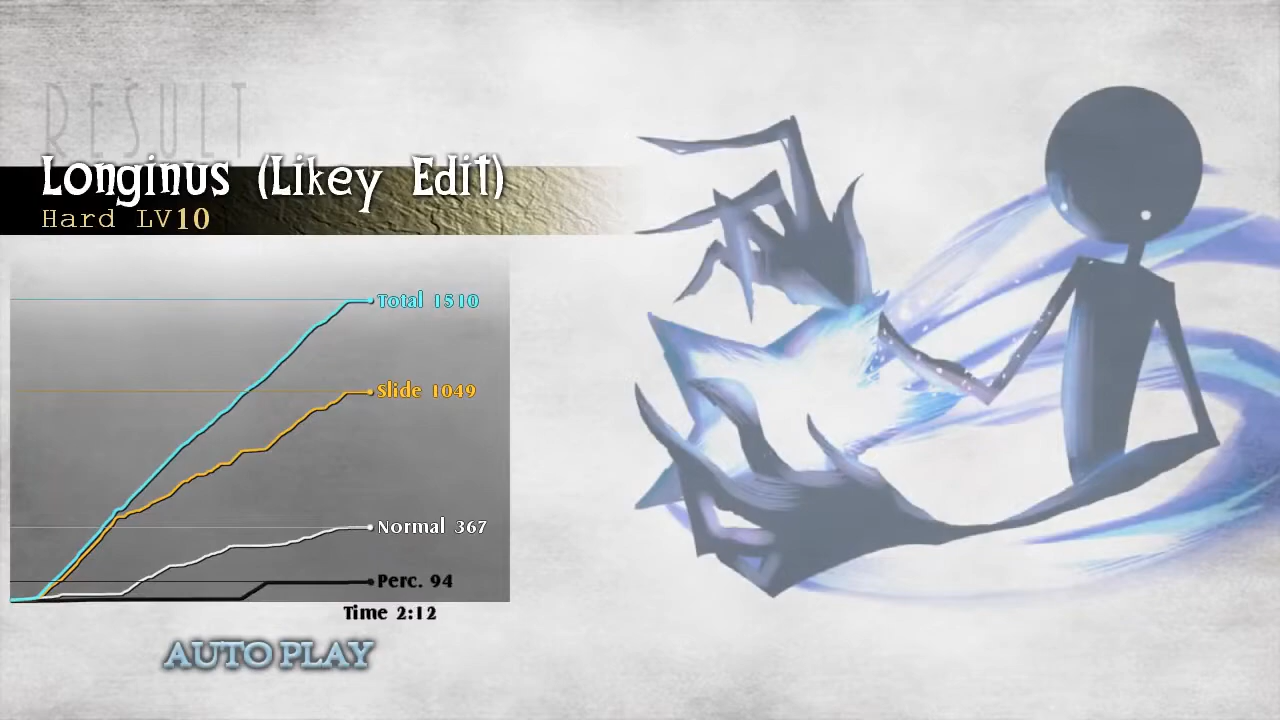 RESULT
Longinus (Likey Edit)
Hard LV10
Total 1510
Slide 1049
Normal 367
Perc. 94
Time 2:12
AUTO PLAY